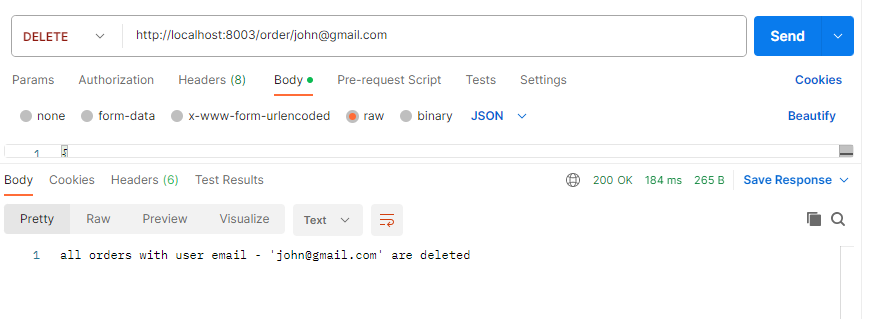 DELETE http://localhost:8003/order/john@gmail.com Send
Params Authorization Headers (8) Body Pre-request Script Tests Settings Cookies
none form-data x-www-form-urlencoded raw binary JSON Beautify
1 {
Body Cookies Headers (6) Test Results 200 OK 184 ms 265 B Save Response
Pretty Raw Preview Visualize Text
1 all orders with user email - 'john@gmail.com' are deleted